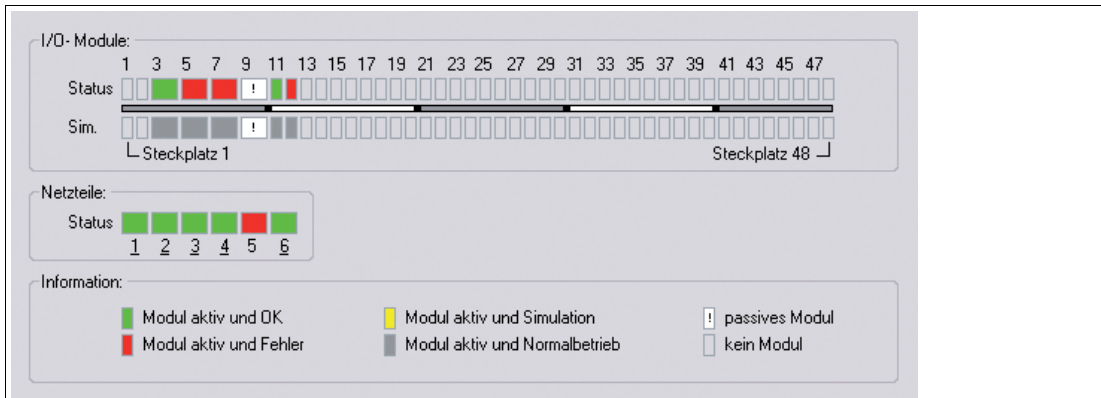 I/O- Module:
1 3 5 7 9 11 13 15 17 19 21 23 25 27 29 31 33 35 37 39 41 43 45 47
Status !
Sim. !
Steckplatz 1 Steckplatz 48
Netzteile:
Status
1 2 3 4 5 6
Information:
Modul aktiv und OK Modul aktiv und Simulation ! passives Modul
Modul aktiv und Fehler Modul aktiv und Normalbetrieb kein Modul